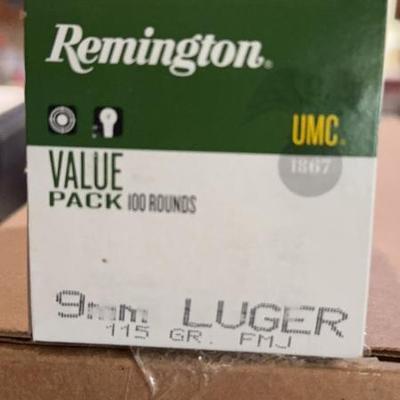 Remington®
UMC®
1867
VALUE
PACK 100 ROUNDS
9mm LUGER
115 GR. FMJ